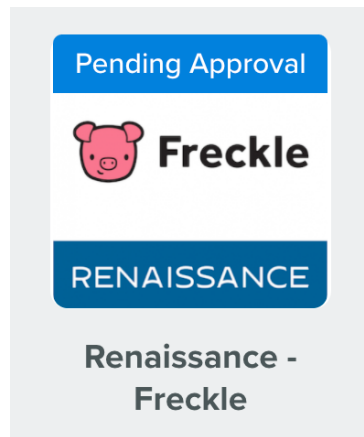 Pending Approval
Freckle
RENAISSANCE
Renaissance -
Freckle